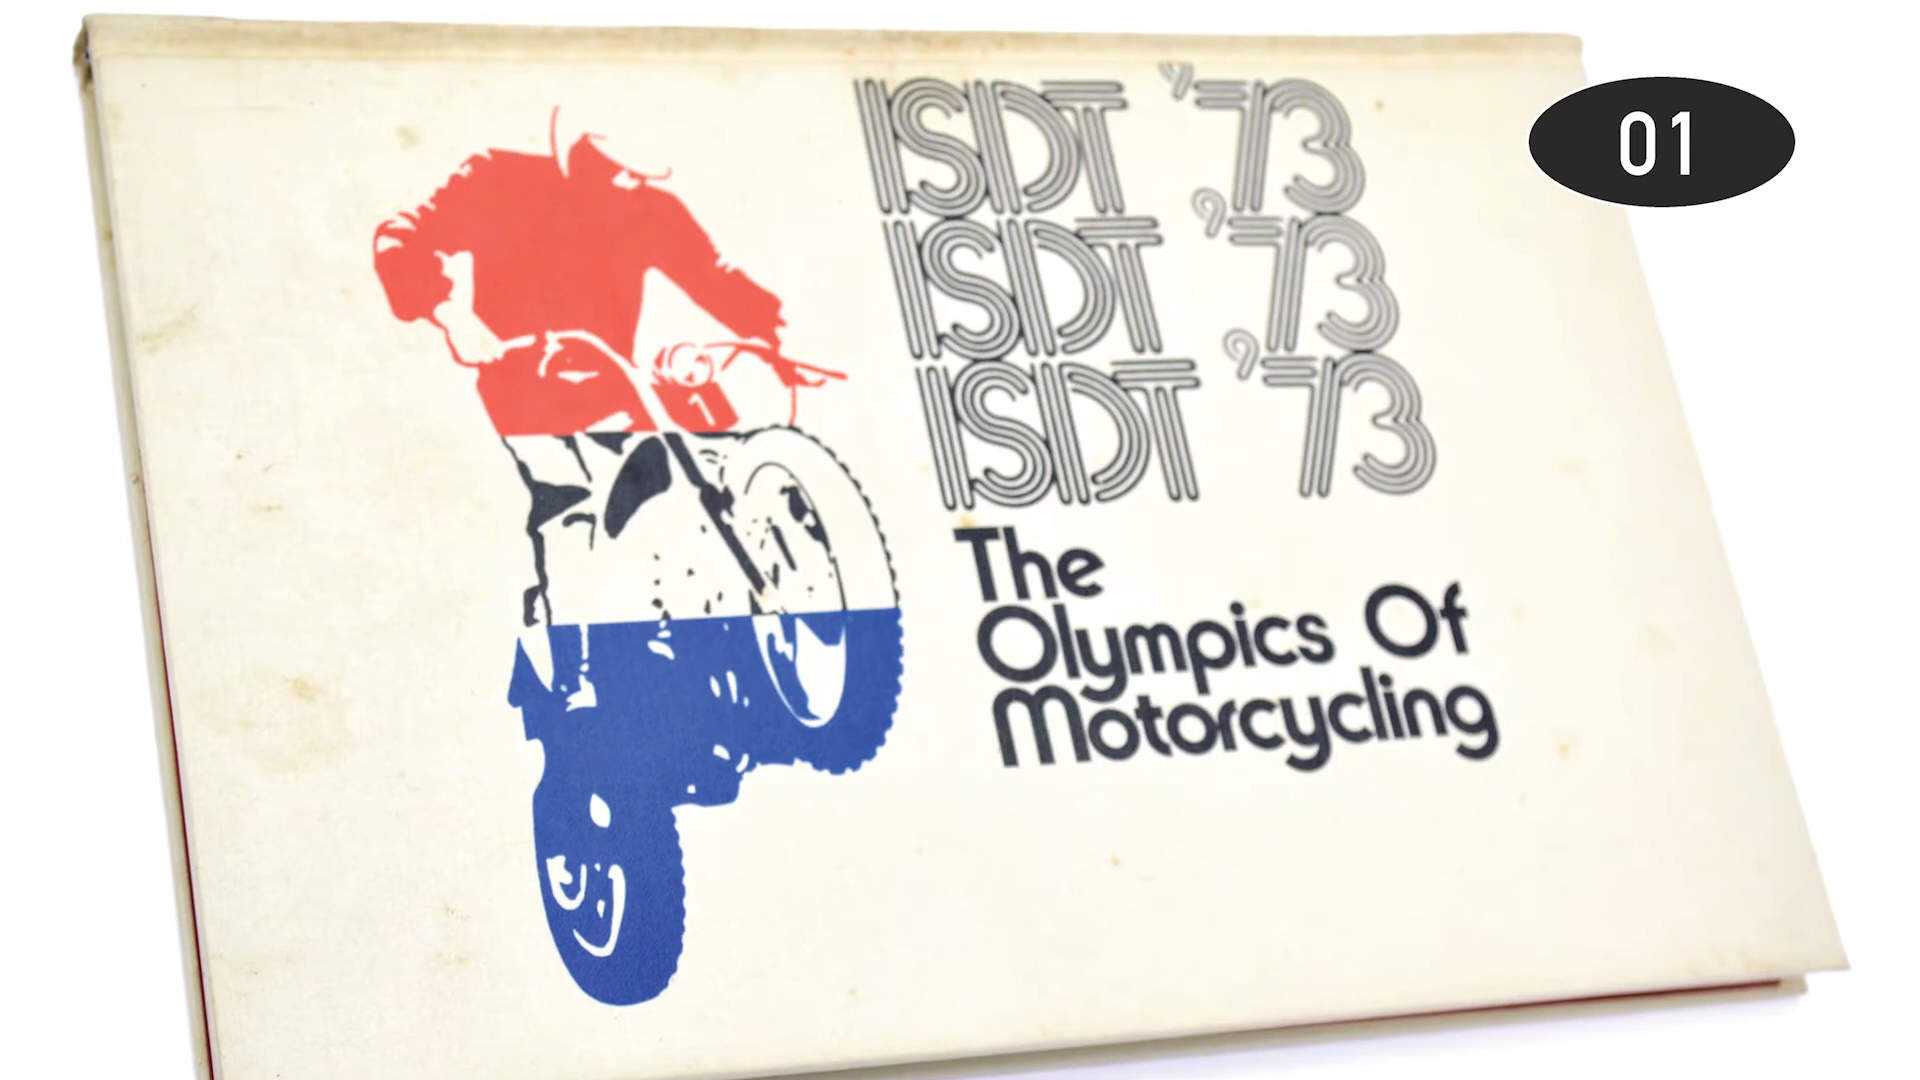 ISDT '73
ISDT '73
ISDT '73
The
Olympics Of
Motorcycling
1
01